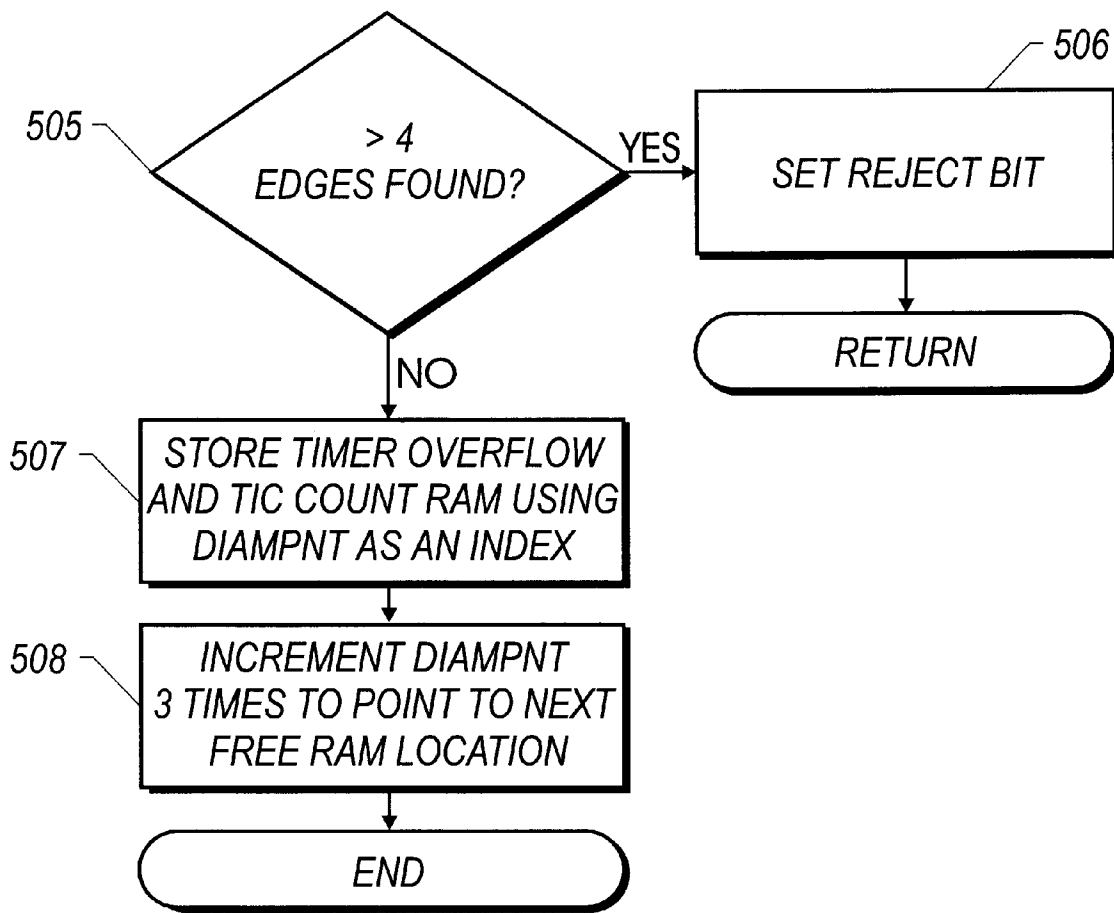 506
505
> 4
EDGES FOUND?
YES
SET REJECT BIT
RETURN
NO
507
STORE TIMER OVERFLOW
AND TIC COUNT RAM USING
DIAMPNT AS AN INDEX
508
INCREMENT DIAMPNT
3 TIMES TO POINT TO NEXT
FREE RAM LOCATION
END